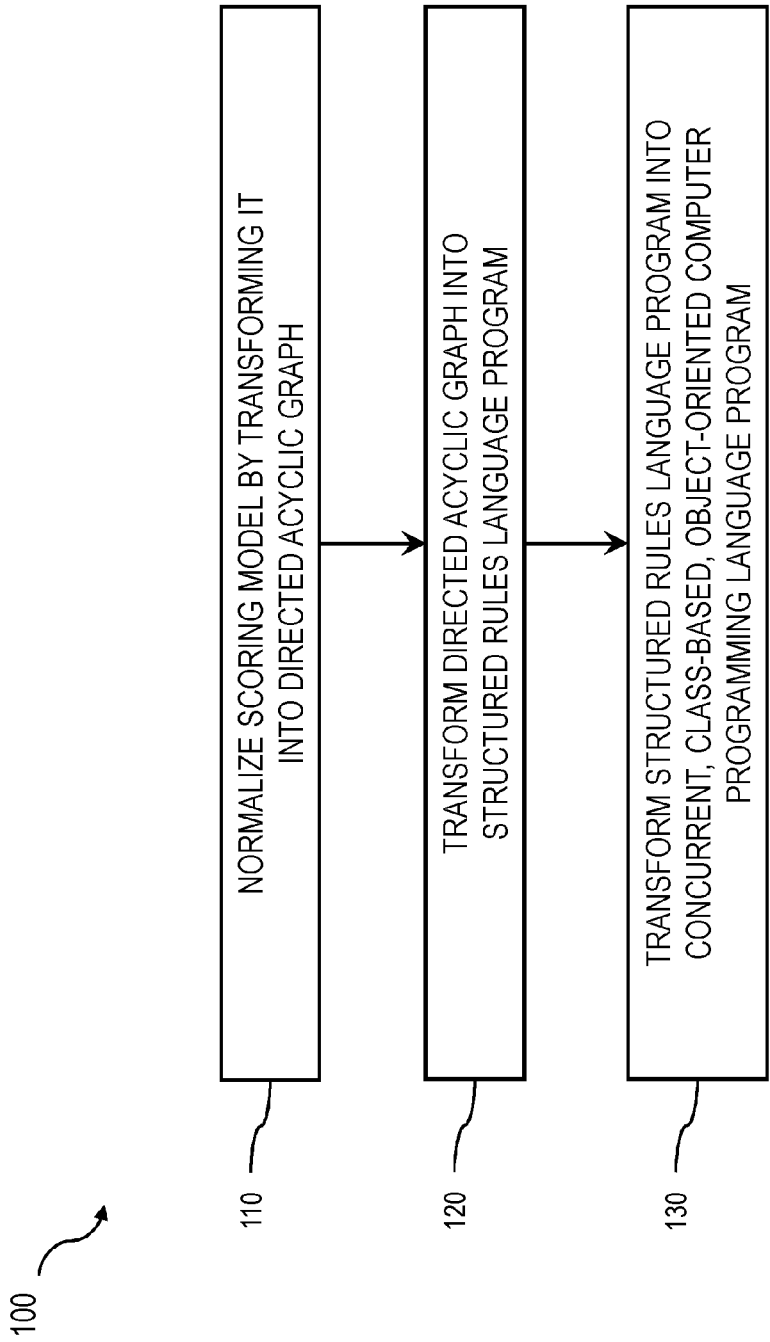 100
110
NORMALIZE SCORING MODEL BY TRANSFORMING IT
INTO DIRECTED ACYCLIC GRAPH
120
TRANSFORM DIRECTED ACYCLIC GRAPH INTO
STRUCTURED RULES LANGUAGE PROGRAM
130
TRANSFORM STRUCTURED RULES LANGUAGE PROGRAM INTO
CONCURRENT, CLASS-BASED, OBJECT-ORIENTED COMPUTER
PROGRAMMING LANGUAGE PROGRAM